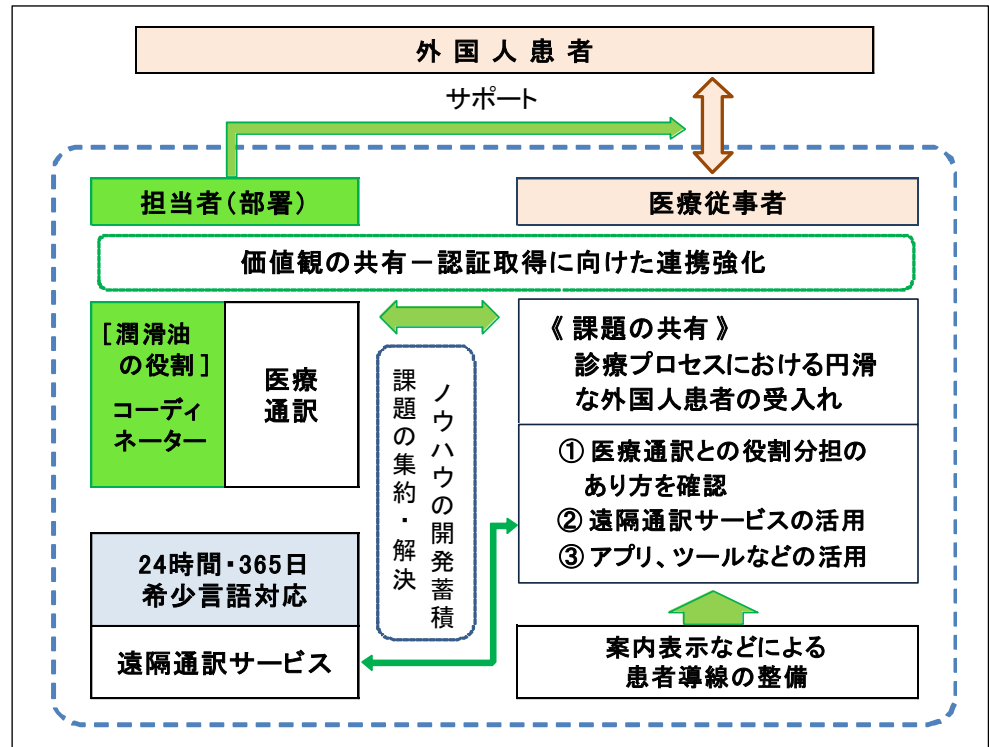 外国人患者
サポート
担当者（部署）
医療従事者
価値観の共有－認証取得に向けた連携強化
［潤滑油
の役割］
コーディ
ネーター
医療
通訳
ノウハウの開発蓄積
課題の集約・解決
《 課題の共有 》
診療プロセスにおける円滑
な外国人患者の受入れ
① 医療通訳との役割分担の
あり方を確認
② 遠隔通訳サービスの活用
③ アプリ、ツールなどの活用
24時間・365日
希少言語対応
遠隔通訳サービス
案内表示などによる
患者導線の整備